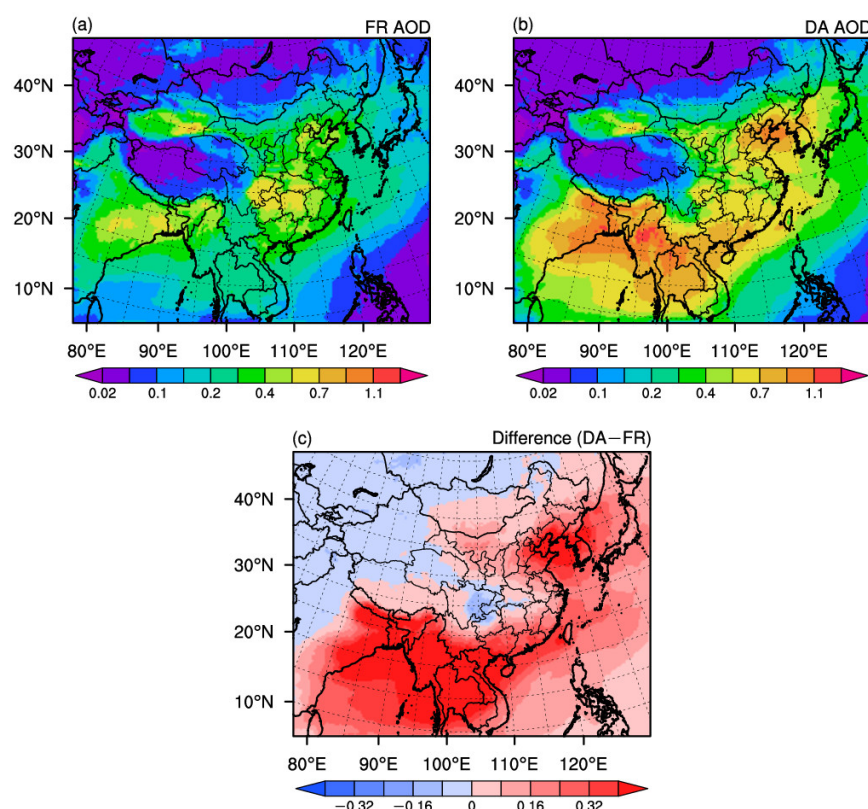 (a) FR AOD
(b) DA AOD
40°N
30°N
20°N
10°N
80°E 90°E 100°E 110°E 120°E
0.02 0.1 0.2 0.4 0.7 1.1
40°N
30°N
20°N
10°N
80°E 90°E 100°E 110°E 120°E
0.02 0.1 0.2 0.4 0.7 1.1
(c) Difference (DA−FR)
40°N
30°N
20°N
10°N
80°E 90°E 100°E 110°E 120°E
−0.32 −0.16 0 0.16 0.32